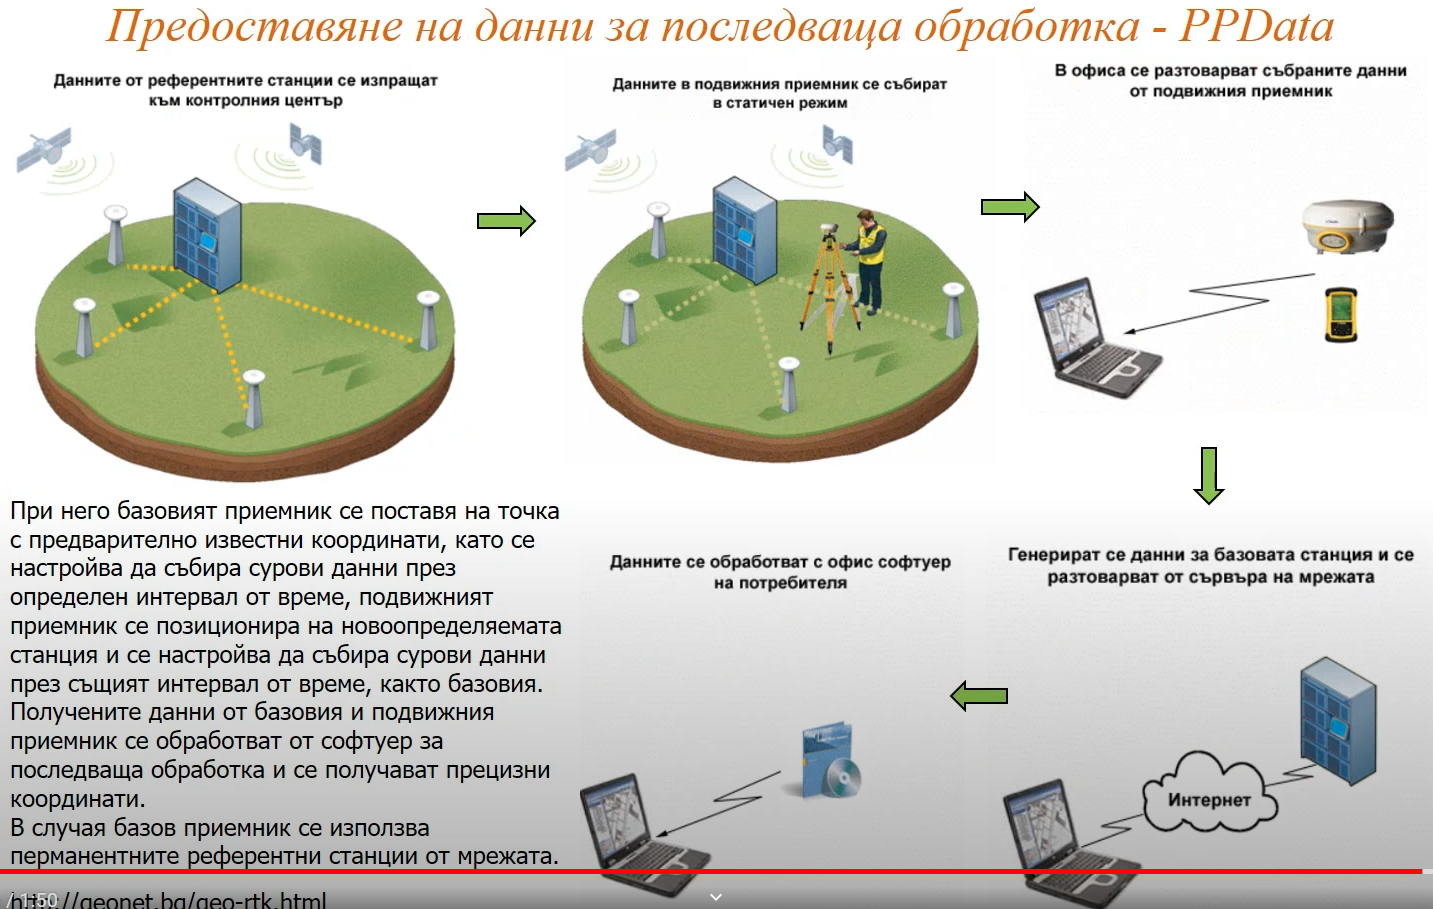 Предоставяне на данни за последваща обработка - PPData
Данните от референтните станции се изпращат
към контролния център
Данните в подвижния приемник се събират
в статичен режим
В офиса се разтоварват събраните данни
от подвижния приемник
При него базовият приемник се поставя на точка
с предварително известни координати, като се
настройва да събира сурови данни през
определен интервал от време, подвижният
приемник се позиционира на новоопределяемата
станция и се настройва да събира сурови данни
през същият интервал от време, както базовия.
Получените данни от базовия и подвижния
приемник се обработват от софтуер за
последваща обработка и се получават прецизни
координати.
В случая базов приемник се използва
перманентните референтни станции от мрежата.
http://geonet.bg/geo-rtk.html
/ 1:50
Данните се обработват с офис софтуер
на потребителя
Генерират се данни за базовата станция и се
разтоварват от сървъра на мрежата
Интернет